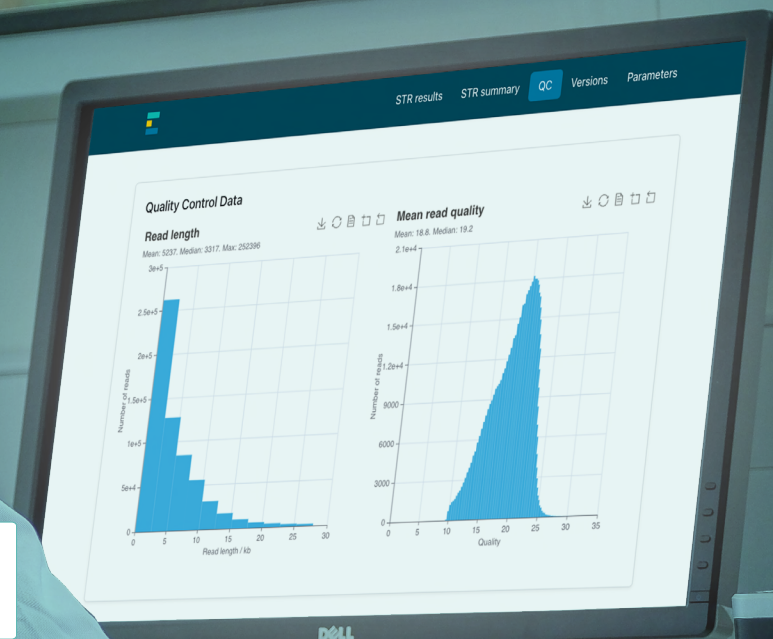 STR results STR summary QC Versions Parameters
Quality Control Data
Read length
Mean: 5237. Median: 3317. Max: 252396
3e+5
2.5e+5
2e+5
1.5e+5
1e+5
5e+4
0
Number of reads
0 5 10 15 20 25 30
Read length / kb
Mean read quality
Mean: 18.8. Median: 19.2
2.1e+4
1.8e+4
1.5e+4
1.2e+4
9000
6000
3000
0
Number of reads
0 5 10 15 20 25 30 35
Quality
DELL